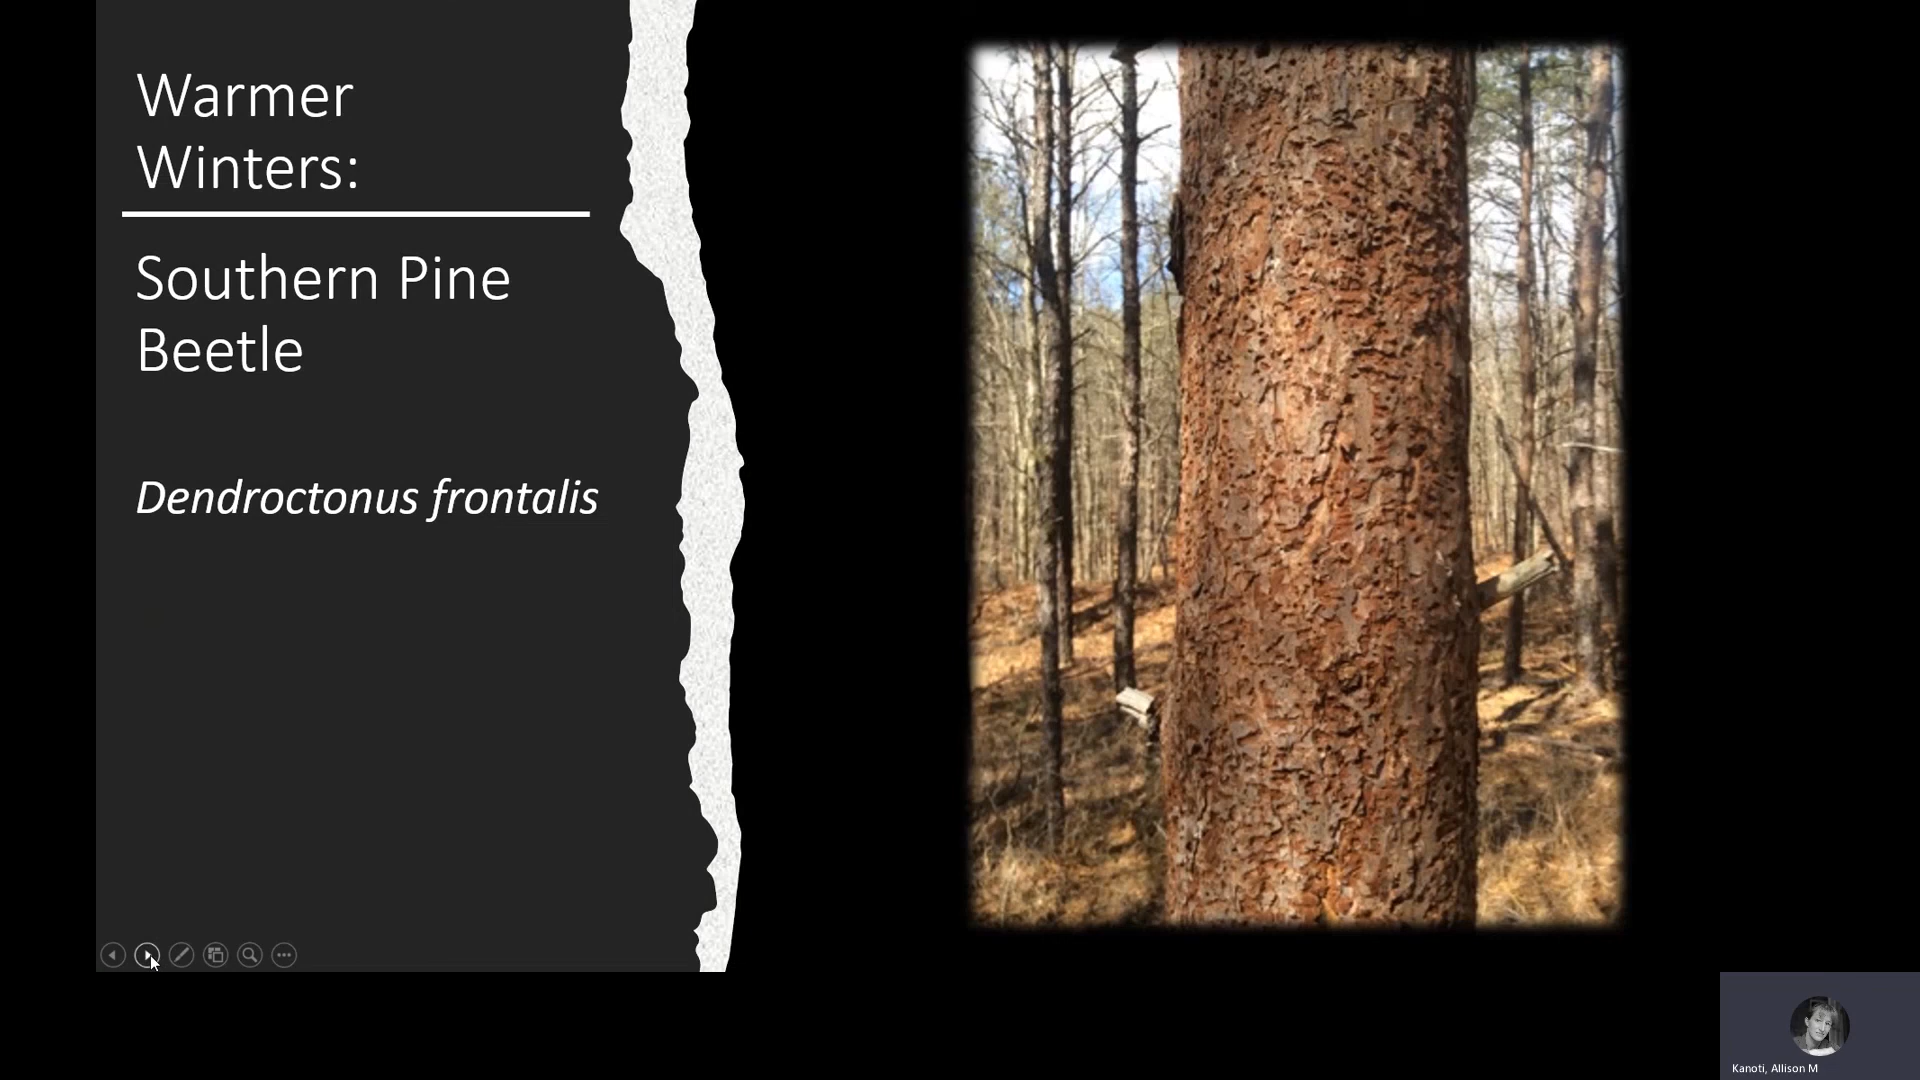 Warmer
Winters:
Southern Pine
Beetle
Dendroctonus frontalis
Kanoti, Allison M